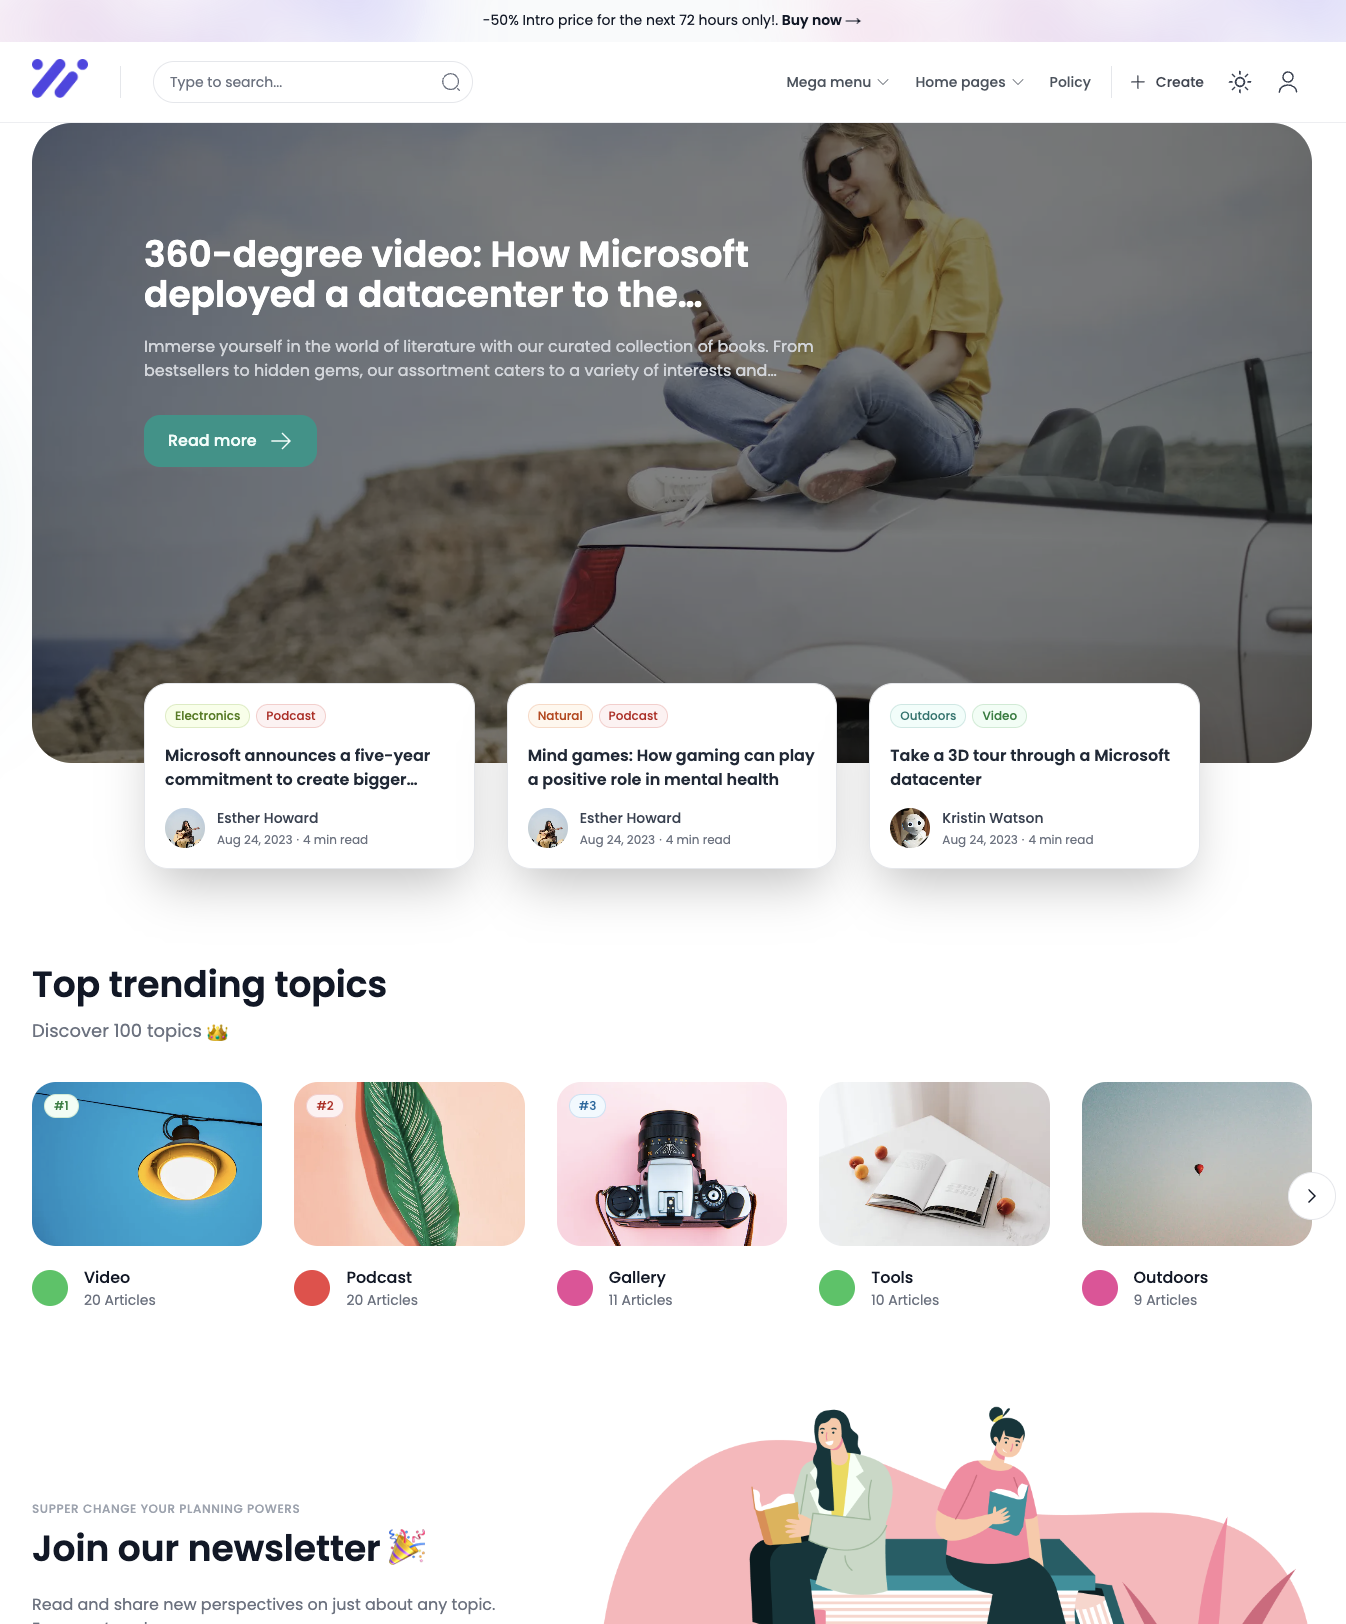 -50% Intro price for the next 72 hours only!. Buy now →
Type to search...
Mega menu
Home pages
Policy
Create
360-degree video: How Microsoft
deployed a datacenter to the...
Immerse yourself in the world of literature with our curated collection of books. From
bestsellers to hidden gems, our assortment caters to a variety of interests and...
Read more
Electronics Podcast
Microsoft announces a five-year
commitment to create bigger...
Esther Howard
Aug 24, 2023 · 4 min read
Natural Podcast
Mind games: How gaming can play
a positive role in mental health
Esther Howard
Aug 24, 2023 · 4 min read
Outdoors Video
Take a 3D tour through a Microsoft
datacenter
Kristin Watson
Aug 24, 2023 · 4 min read
Top trending topics
Discover 100 topics 👑
#1
Video
20 Articles
#2
Podcast
20 Articles
#3
Gallery
11 Articles
Tools
10 Articles
Outdoors
9 Articles
SUPPER CHANGE YOUR PLANNING POWERS
Join our newsletter 🎉
Read and share new perspectives on just about any topic.